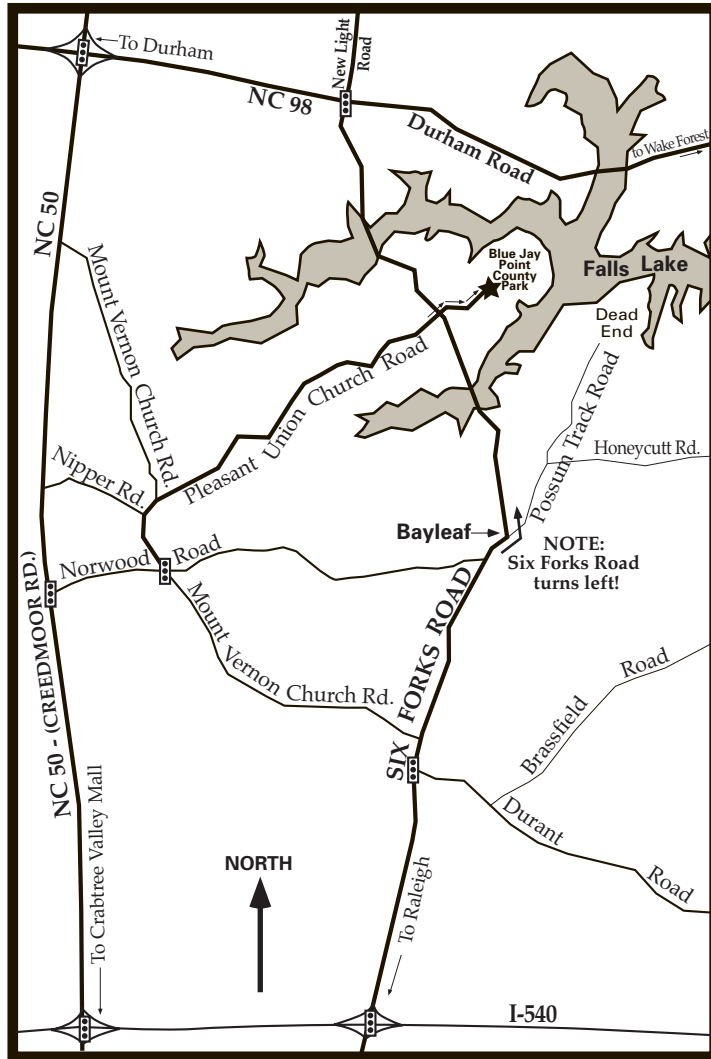 To Durham
New Light
Road
NC 98
Durham Road
to Wake Forest
NC 50
Mount Vernon Church Rd.
Blue Jay
Point
County
Park
Falls Lake
Dead
End
Pleasant Union Church Road
Possum Track Road
Honeycutt Rd.
Nipper Rd.
Bayleaf
NOTE:
Six Forks Road
turns left!
Norwood Road
Mount Vernon Church Rd.
SIX FORKS ROAD
NC 50 - (CREEDMOOR RD.)
Brassfield Road
Durant Road
To Crabtree Valley Mall
NORTH
To Raleigh
I-540